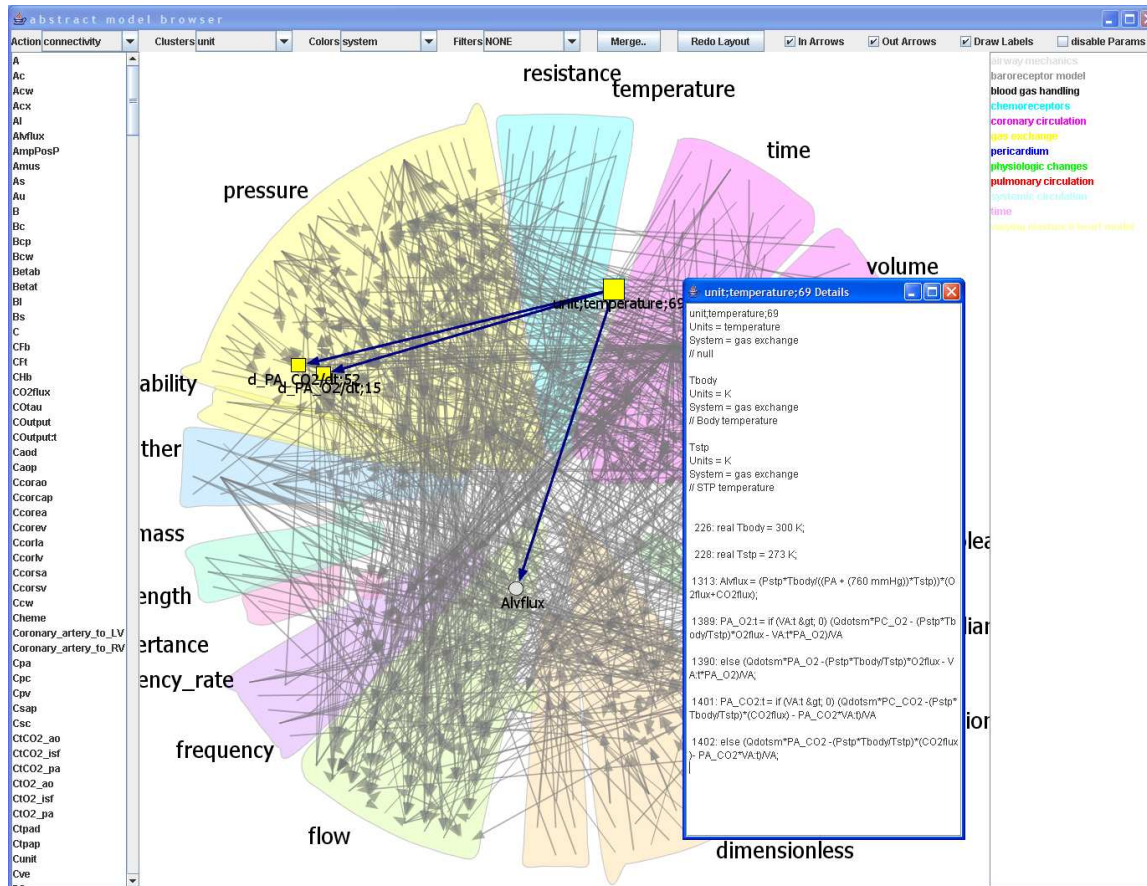 abstract model browser
Action connectivity Clusters unit Colors system Filters NONE Merge.. Redo Layout In Arrows Out Arrows Draw Labels disable Params
A
Ac
Acw
Acx
Al
Alvflux
AmpPosP
Amus
As
Au
B
Bc
Bcp
Bcw
Betab
Betat
Bl
Bs
C
CFb
CFt
CHb
CO2flux
COtau
COutput
COutput:t
Caod
Caop
Ccorao
Ccorcap
Ccorea
Ccorev
Ccorla
Ccorlv
Ccorsa
Ccorsv
Ccw
Cheme
Coronary_artery_to_LV
Coronary_artery_to_RV
Cpa
Cpc
Cpv
Csap
Csc
CtCO2_ao
CtCO2_isf
CtCO2_pa
CtO2_ao
CtO2_isf
CtO2_pa
Ctpad
Ctpap
Cunit
Cve
resistance
temperature
time
pressure
volume
unit;temperature;69
d_PA_CO2/dt;52
d_PA_O2/dt;15
ability
ther
mass
ength
ertance
ency_rate
frequency
flow
Alvflux
dimensionless
plea
lian
ion
unit;temperature;69 Details
unit;temperature;69
Units = temperature
System = gas exchange
// null
Tbody
Units = K
System = gas exchange
// Body temperature
Tstp
Units = K
System = gas exchange
// STP temperature
226: real Tbody = 300 K;
228: real Tstp = 273 K;
1313: Alvflux = (Pstp*Tbody/((PA + (760 mmHg))*Tstp))*(O
2flux+CO2flux);
1389: PA_O2:t = if (VA:t &gt; 0) (Qdotsm*PC_O2 - (Pstp*Tb
ody/Tstp)*O2flux - VA:t*PA_O2)/VA
1390: else (Qdotsm*PA_O2 -(Pstp*Tbody/Tstp)*O2flux - V
A:t*PA_O2)/VA;
1401: PA_CO2:t = if (VA:t &gt; 0) (Qdotsm*PC_CO2 -(Pstp*
Tbody/Tstp)*(CO2flux) - PA_CO2*VA:t)/VA
1402: else (Qdotsm*PA_CO2 -(Pstp*Tbody/Tstp)*(CO2flux
)- PA_CO2*VA:t)/VA;
airway mechanics
baroreceptor model
blood gas handling
chemoreceptors
coronary circulation
gas exchange
pericardium
physiologic changes
pulmonary circulation
systemic circulation
time